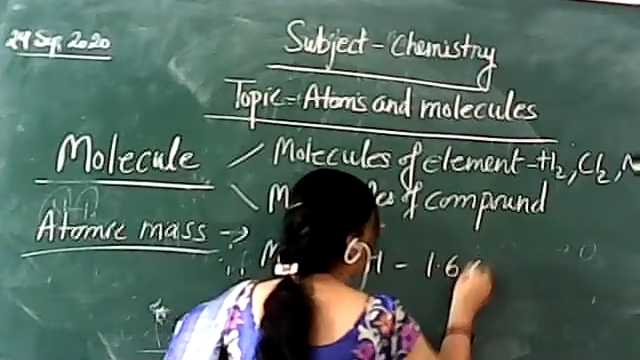 24 Sep 2020
Subject - Chemistry
Topic = Atoms and molecules
Molecule / Molecules of element - H₂, Cl₂, N
\ of compound
Atomic mass →
H - 1.6